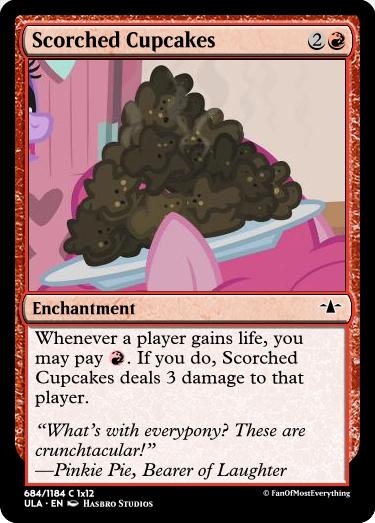 Scorched Cupcakes 2
Enchantment
Whenever a player gains life, you
may pay . If you do, Scorched
Cupcakes deals 3 damage to that
player.
“What’s with everypony? These are
crunchtacular!”
—Pinkie Pie, Bearer of Laughter
684/1184 C 1x12
ULA • EN Hasbro Studios
© FanOfMostEverything